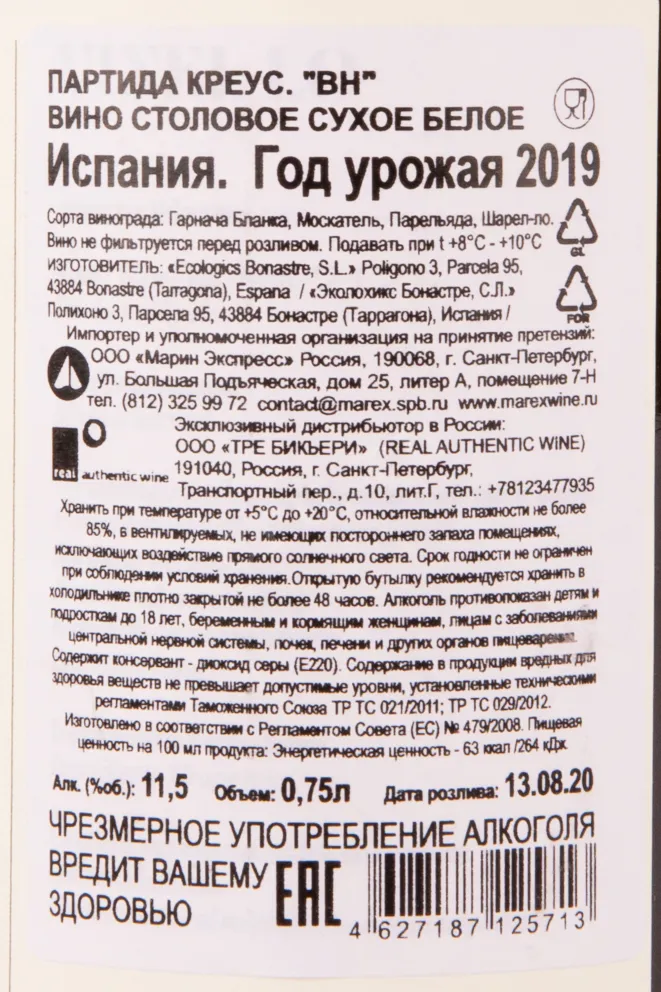 ПАРТИДА КРЕУС. "ВН"
ВИНО СТОЛОВОЕ СУХОЕ БЕЛОЕ
Испания. Год урожая 2019
Сорта винограда: Гарнача Бланка, Москатель, Парельяда, Шарел-ло.
Вино не фильтруется перед розливом. Подавать при t +8°C - +10°C
GL
ИЗГОТОВИТЕЛЬ: «Ecologics Bonastre, S.L.» Poligono 3, Parcela 95,
43884 Bonastre (Tarragona), Espana / «Эколохикс Бонастре, С.Л.»
Полихоно 3, Парсела 95, 43884 Бонастре (Таррагона), Испания /
FOR
Импортер и уполномоченная организация на принятие претензий:
ООО «Марин Экспресс» Россия, 190068, г. Санкт-Петербург,
ул. Большая Подъяческая, дом 25, литер А, помещение 7-Н
тел. (812) 325 99 72 contact@marex.spb.ru www.marexwine.ru
Эксклюзивный дистрибьютор в России:
ООО «ТРЕ БИКЬЕРИ» (REAL AUTHENTIC WINE)
real authentic wine
191040, Россия, г. Санкт-Петербург,
Транспортный пер., д.10, лит.Г, тел.: +78123477935
Хранить при температуре от +5°C до +20°C, относительной влажности не более
85%, в вентилируемых, не имеющих постороннего запаха помещениях,
исключающих воздействие прямого солнечного света. Срок годности не ограничен
при соблюдении условий хранения.Открытую бутылку рекомендуется хранить в
холодильнике плотно закрытой не более 48 часов. Алкоголь противопоказан детям и
подросткам до 18 лет, беременным и кормящим женщинам, лицам с заболеваниями
центральной нервной системы, почек, печени и других органов пищеварения.
Содержит консервант - диоксид серы (Е220). Содержание в продукции вредных для
здоровья веществ не превышает допустимые уровни, установленные техническими
регламентами Таможенного Союза ТР ТС 021/2011; ТР ТС 029/2012.
Изготовлено в соответствии с Регламентом Совета (ЕС) № 479/2008. Пищевая
ценность на 100 мл продукта: Энергетическая ценность - 63 ккал /264 кДж
Алк. (%об.): 11,5 Объем: 0,75л Дата розлива: 13.08.20
ЧРЕЗМЕРНОЕ УПОТРЕБЛЕНИЕ АЛКОГОЛЯ
ВРЕДИТ ВАШЕМУ
ЗДОРОВЬЮ
EAC
4 627187 125713